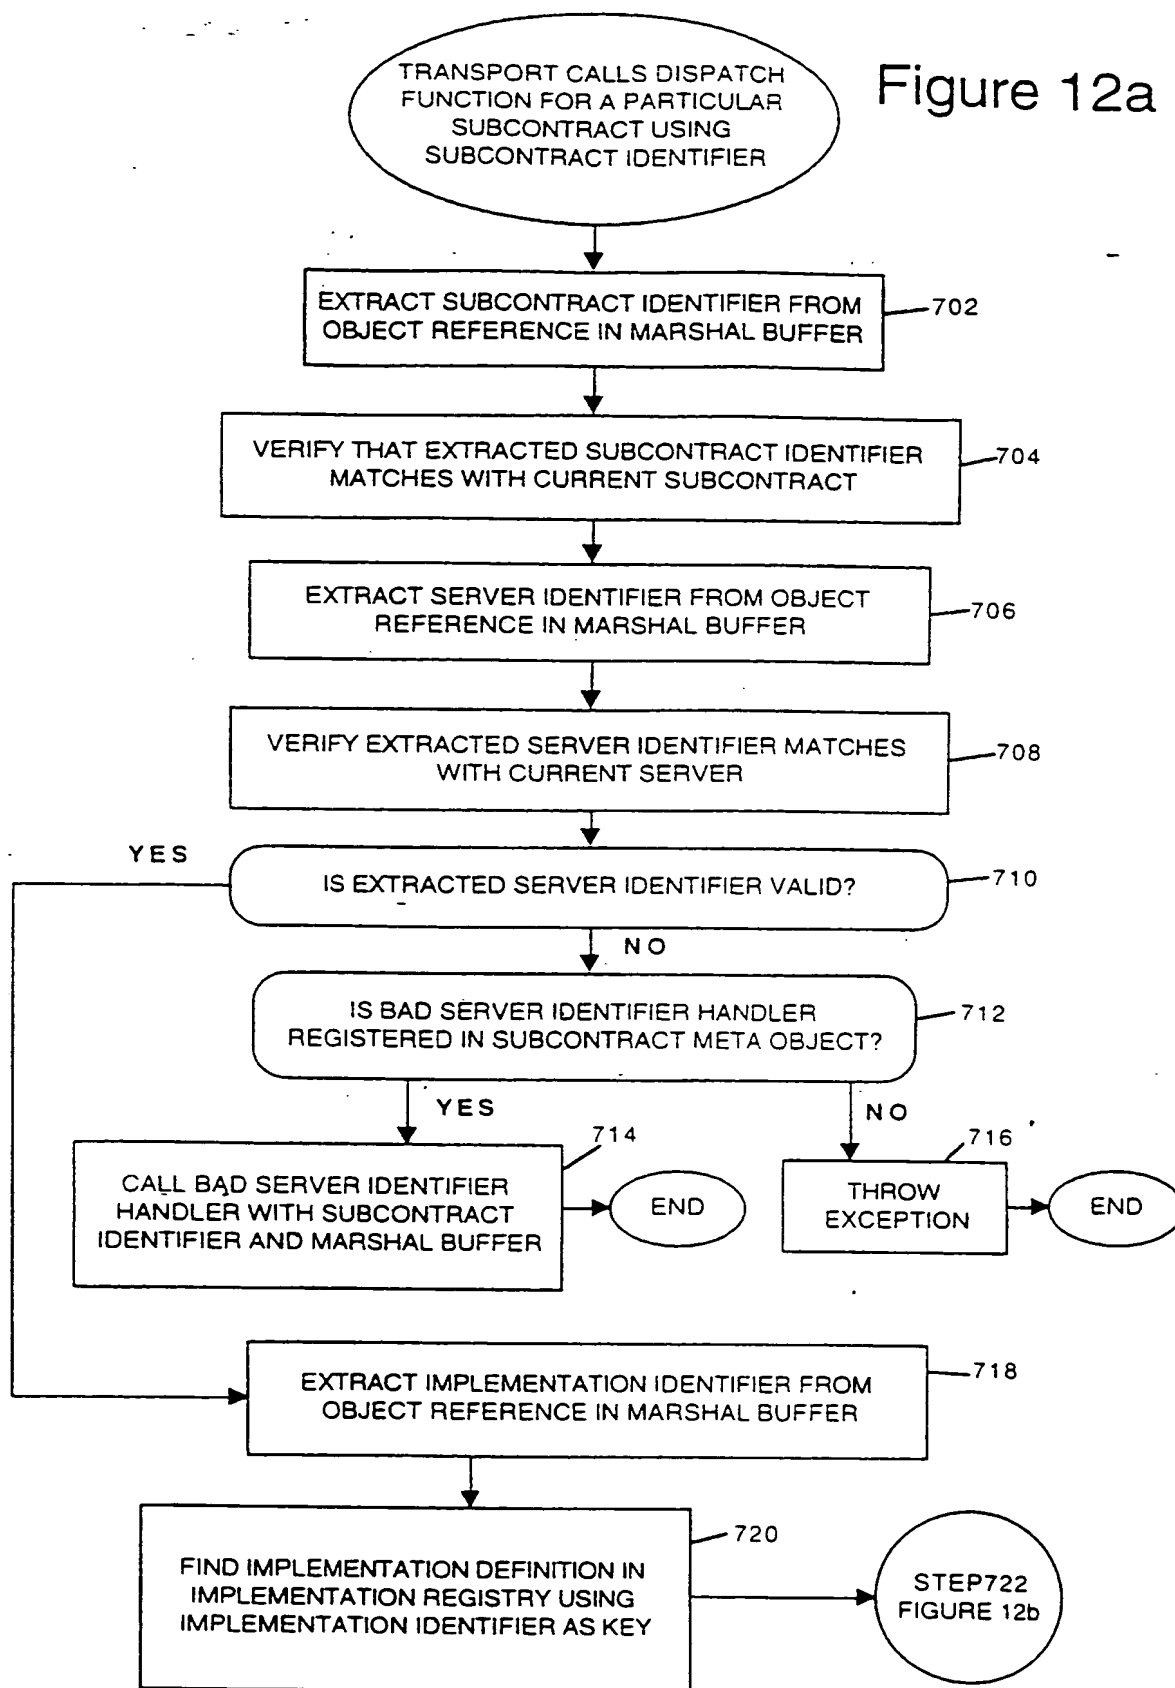 Figure 12a
TRANSPORT CALLS DISPATCH
FUNCTION FOR A PARTICULAR
SUBCONTRACT USING
SUBCONTRACT IDENTIFIER
EXTRACT SUBCONTRACT IDENTIFIER FROM
OBJECT REFERENCE IN MARSHAL BUFFER
702
VERIFY THAT EXTRACTED SUBCONTRACT IDENTIFIER
MATCHES WITH CURRENT SUBCONTRACT
704
EXTRACT SERVER IDENTIFIER FROM OBJECT
REFERENCE IN MARSHAL BUFFER
706
VERIFY EXTRACTED SERVER IDENTIFIER MATCHES
WITH CURRENT SERVER
708
YES
IS EXTRACTED SERVER IDENTIFIER VALID?
710
NO
IS BAD SERVER IDENTIFIER HANDLER
REGISTERED IN SUBCONTRACT META OBJECT?
712
YES
NO
714
CALL BAD SERVER IDENTIFIER
HANDLER WITH SUBCONTRACT
IDENTIFIER AND MARSHAL BUFFER
END
716
THROW
EXCEPTION
END
EXTRACT IMPLEMENTATION IDENTIFIER FROM
OBJECT REFERENCE IN MARSHAL BUFFER
718
FIND IMPLEMENTATION DEFINITION IN
IMPLEMENTATION REGISTRY USING
IMPLEMENTATION IDENTIFIER AS KEY
720
STEP722
FIGURE 12b